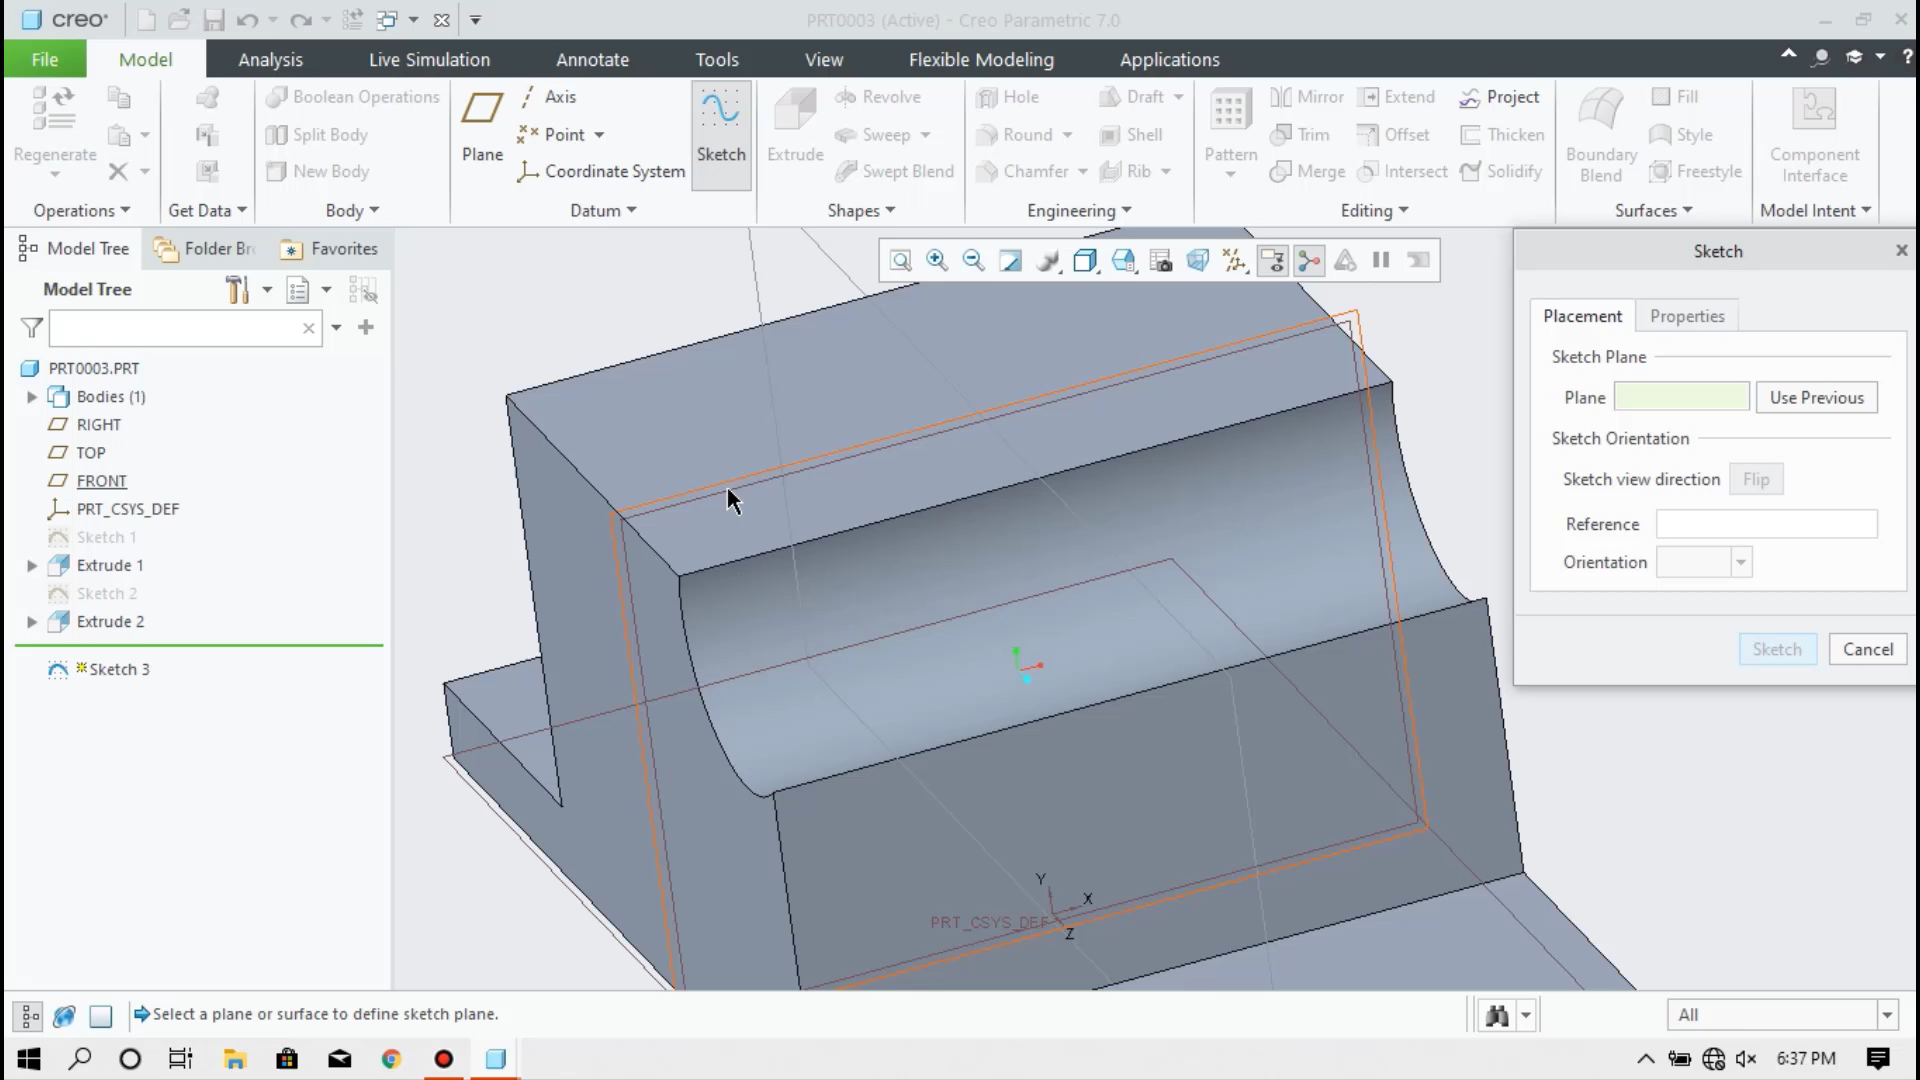 creo PRT0003 (Active) - Creo Parametric 7.0
File Model Analysis Live Simulation Annotate Tools View Flexible Modeling Applications ?
Boolean Operations Axis Revolve Hole Draft Mirror Extend Project Fill
Split Body Point Sweep Round Shell Trim Offset Thicken Style
Regenerate Plane Sketch Extrude Pattern Boundary Blend Component Interface
New Body Coordinate System Swept Blend Chamfer Rib Merge Intersect Solidify Freestyle
Operations Get Data Body Datum Shapes Engineering Editing Surfaces Model Intent
Model Tree Folder Br Favorites
Model Tree
PRT0003.PRT
Bodies (1)
RIGHT
TOP
FRONT
PRT_CSYS_DEF
Sketch 1
Extrude 1
Sketch 2
Extrude 2
Sketch 3
Y
X
PRT_CSYS_DEF
Z
Sketch
Placement Properties
Sketch Plane
Plane Use Previous
Sketch Orientation
Sketch view direction Flip
Reference
Orientation
Sketch Cancel
Select a plane or surface to define sketch plane.
All
6:37 PM